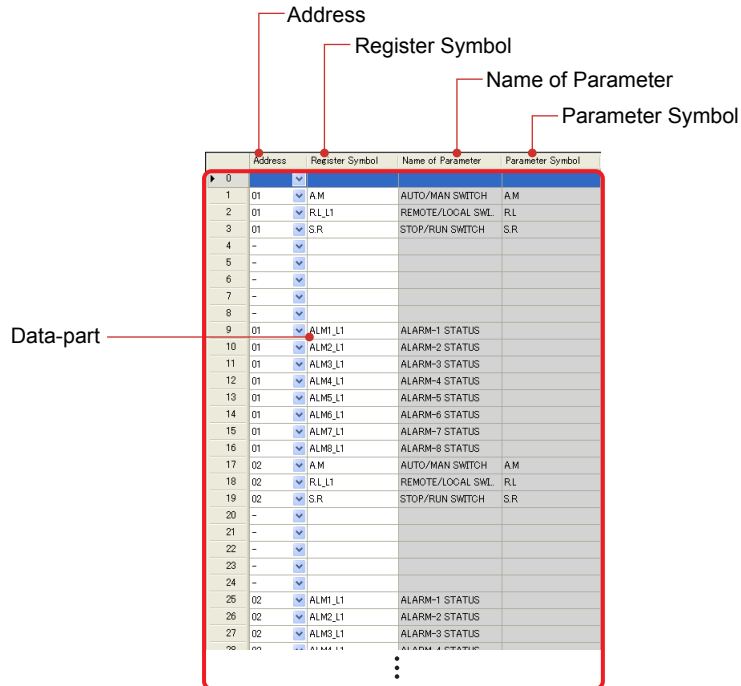 Address
Register Symbol
Name of Parameter
Parameter Symbol
Address Register Symbol Name of Parameter Parameter Symbol
0
1 01 A.M AUTO/MAN SWITCH A.M
2 01 R.L_L1 REMOTE/LOCAL SWI.. R.L
3 01 S.R STOP/RUN SWITCH S.R
4 -
5 -
6 -
7 -
8 -
Data-part
9 01 ALM1_L1 ALARM-1 STATUS
10 01 ALM2_L1 ALARM-2 STATUS
11 01 ALM3_L1 ALARM-3 STATUS
12 01 ALM4_L1 ALARM-4 STATUS
13 01 ALM5_L1 ALARM-5 STATUS
14 01 ALM6_L1 ALARM-6 STATUS
15 01 ALM7_L1 ALARM-7 STATUS
16 01 ALM8_L1 ALARM-8 STATUS
17 02 A.M AUTO/MAN SWITCH A.M
18 02 R.L_L1 REMOTE/LOCAL SWI.. R.L
19 02 S.R STOP/RUN SWITCH S.R
20 -
21 -
22 -
23 -
24 -
25 02 ALM1_L1 ALARM-1 STATUS
26 02 ALM2_L1 ALARM-2 STATUS
27 02 ALM3_L1 ALARM-3 STATUS
28 02 ALM4_L1 ALARM-4 STATUS